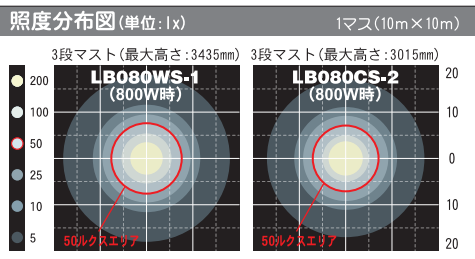 照度分布図(単位:lx)
1マス(10m×10m)
3段マスト(最大高さ:3435mm)
3段マスト(最大高さ:3015mm)
LB080WS-1
(800W時)
LB080CS-2
(800W時)
200
100
50
25
10
5
20
10
0
10
20
50ルクスエリア
50ルクスエリア